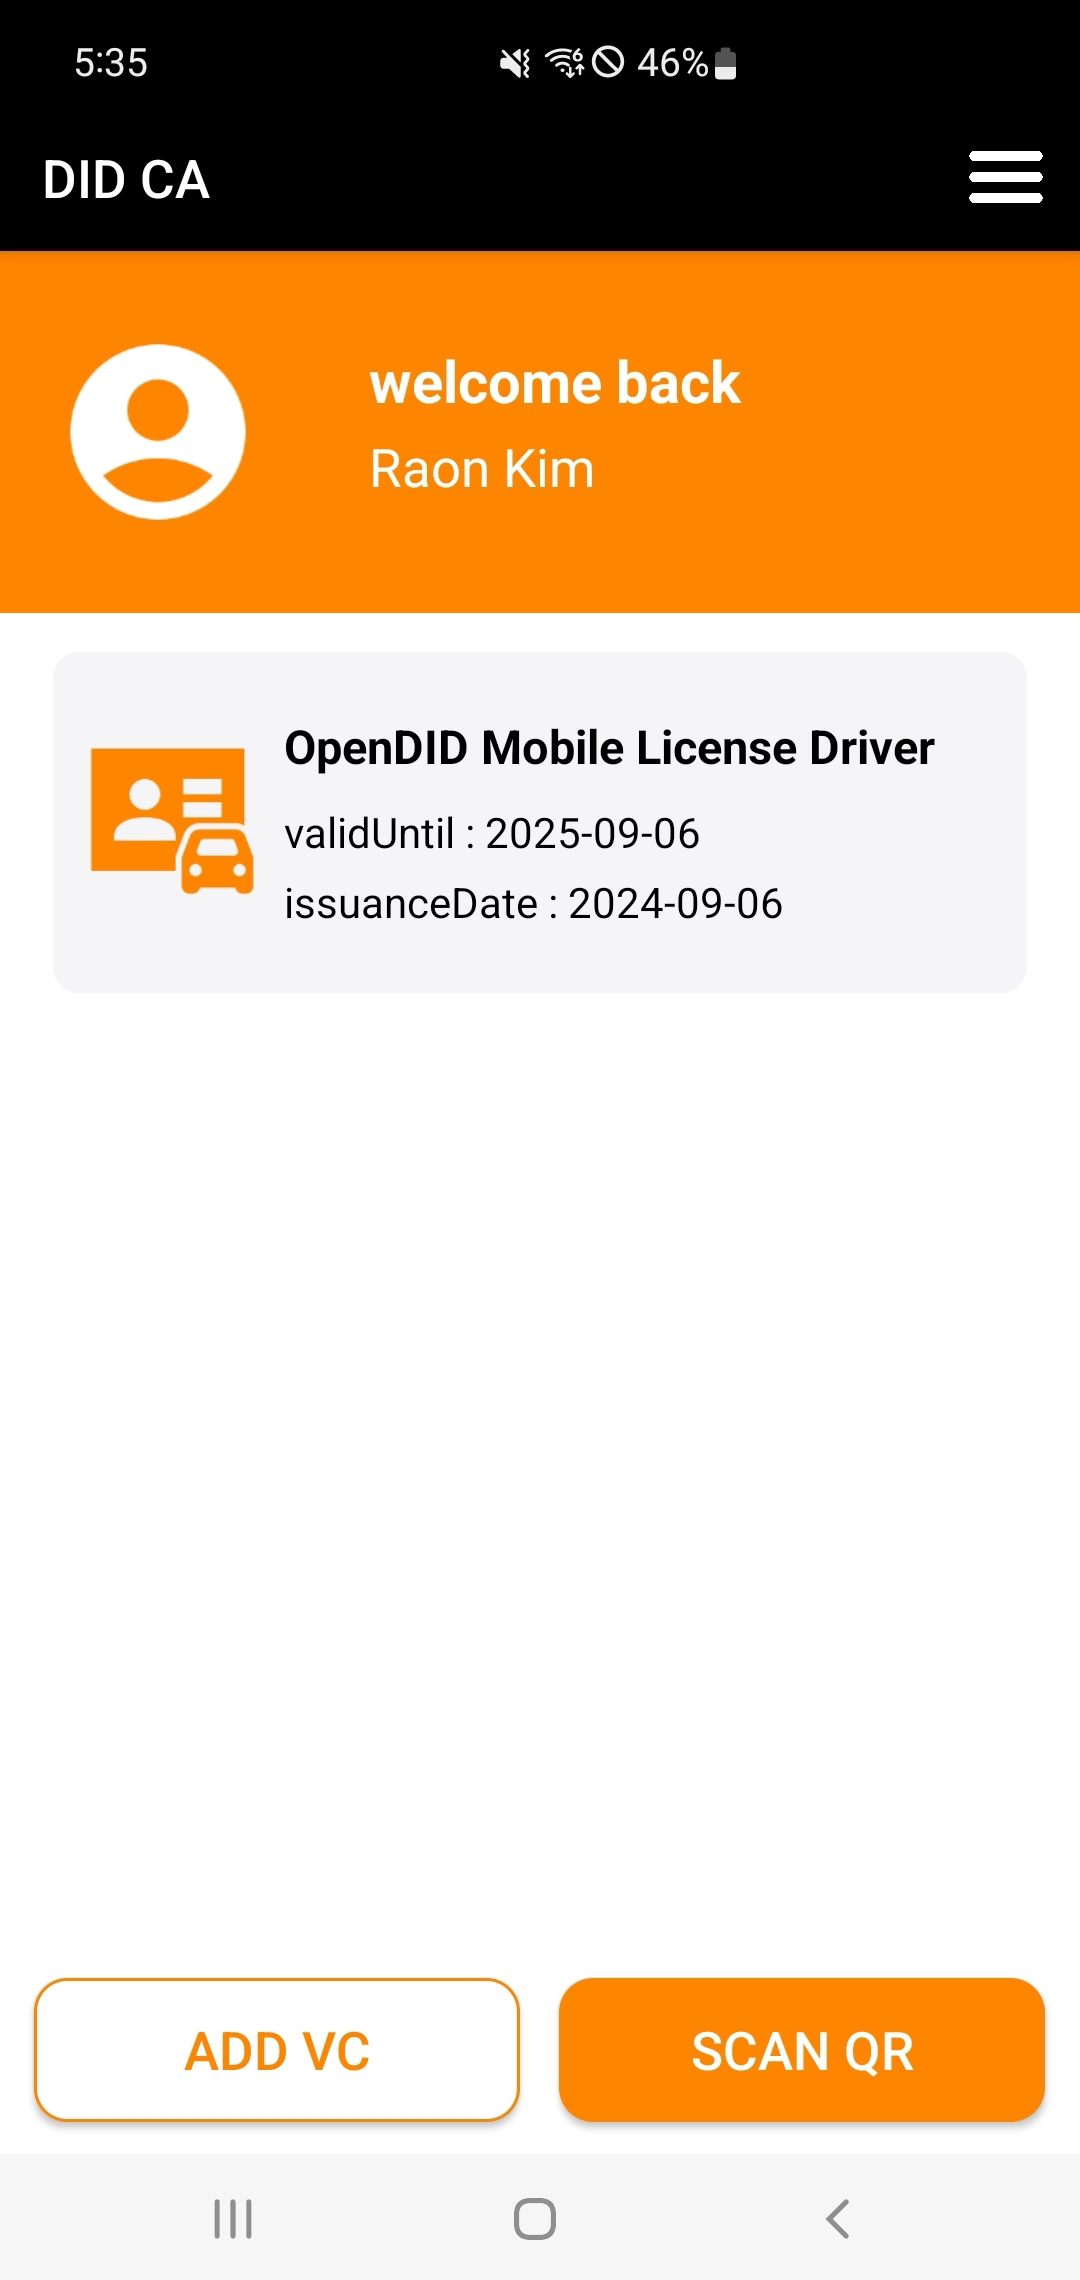 5:35 46%
DID CA
welcome back
Raon Kim
OpenDID Mobile License Driver
validUntil : 2025-09-06
issuanceDate : 2024-09-06
ADD VC
SCAN QR